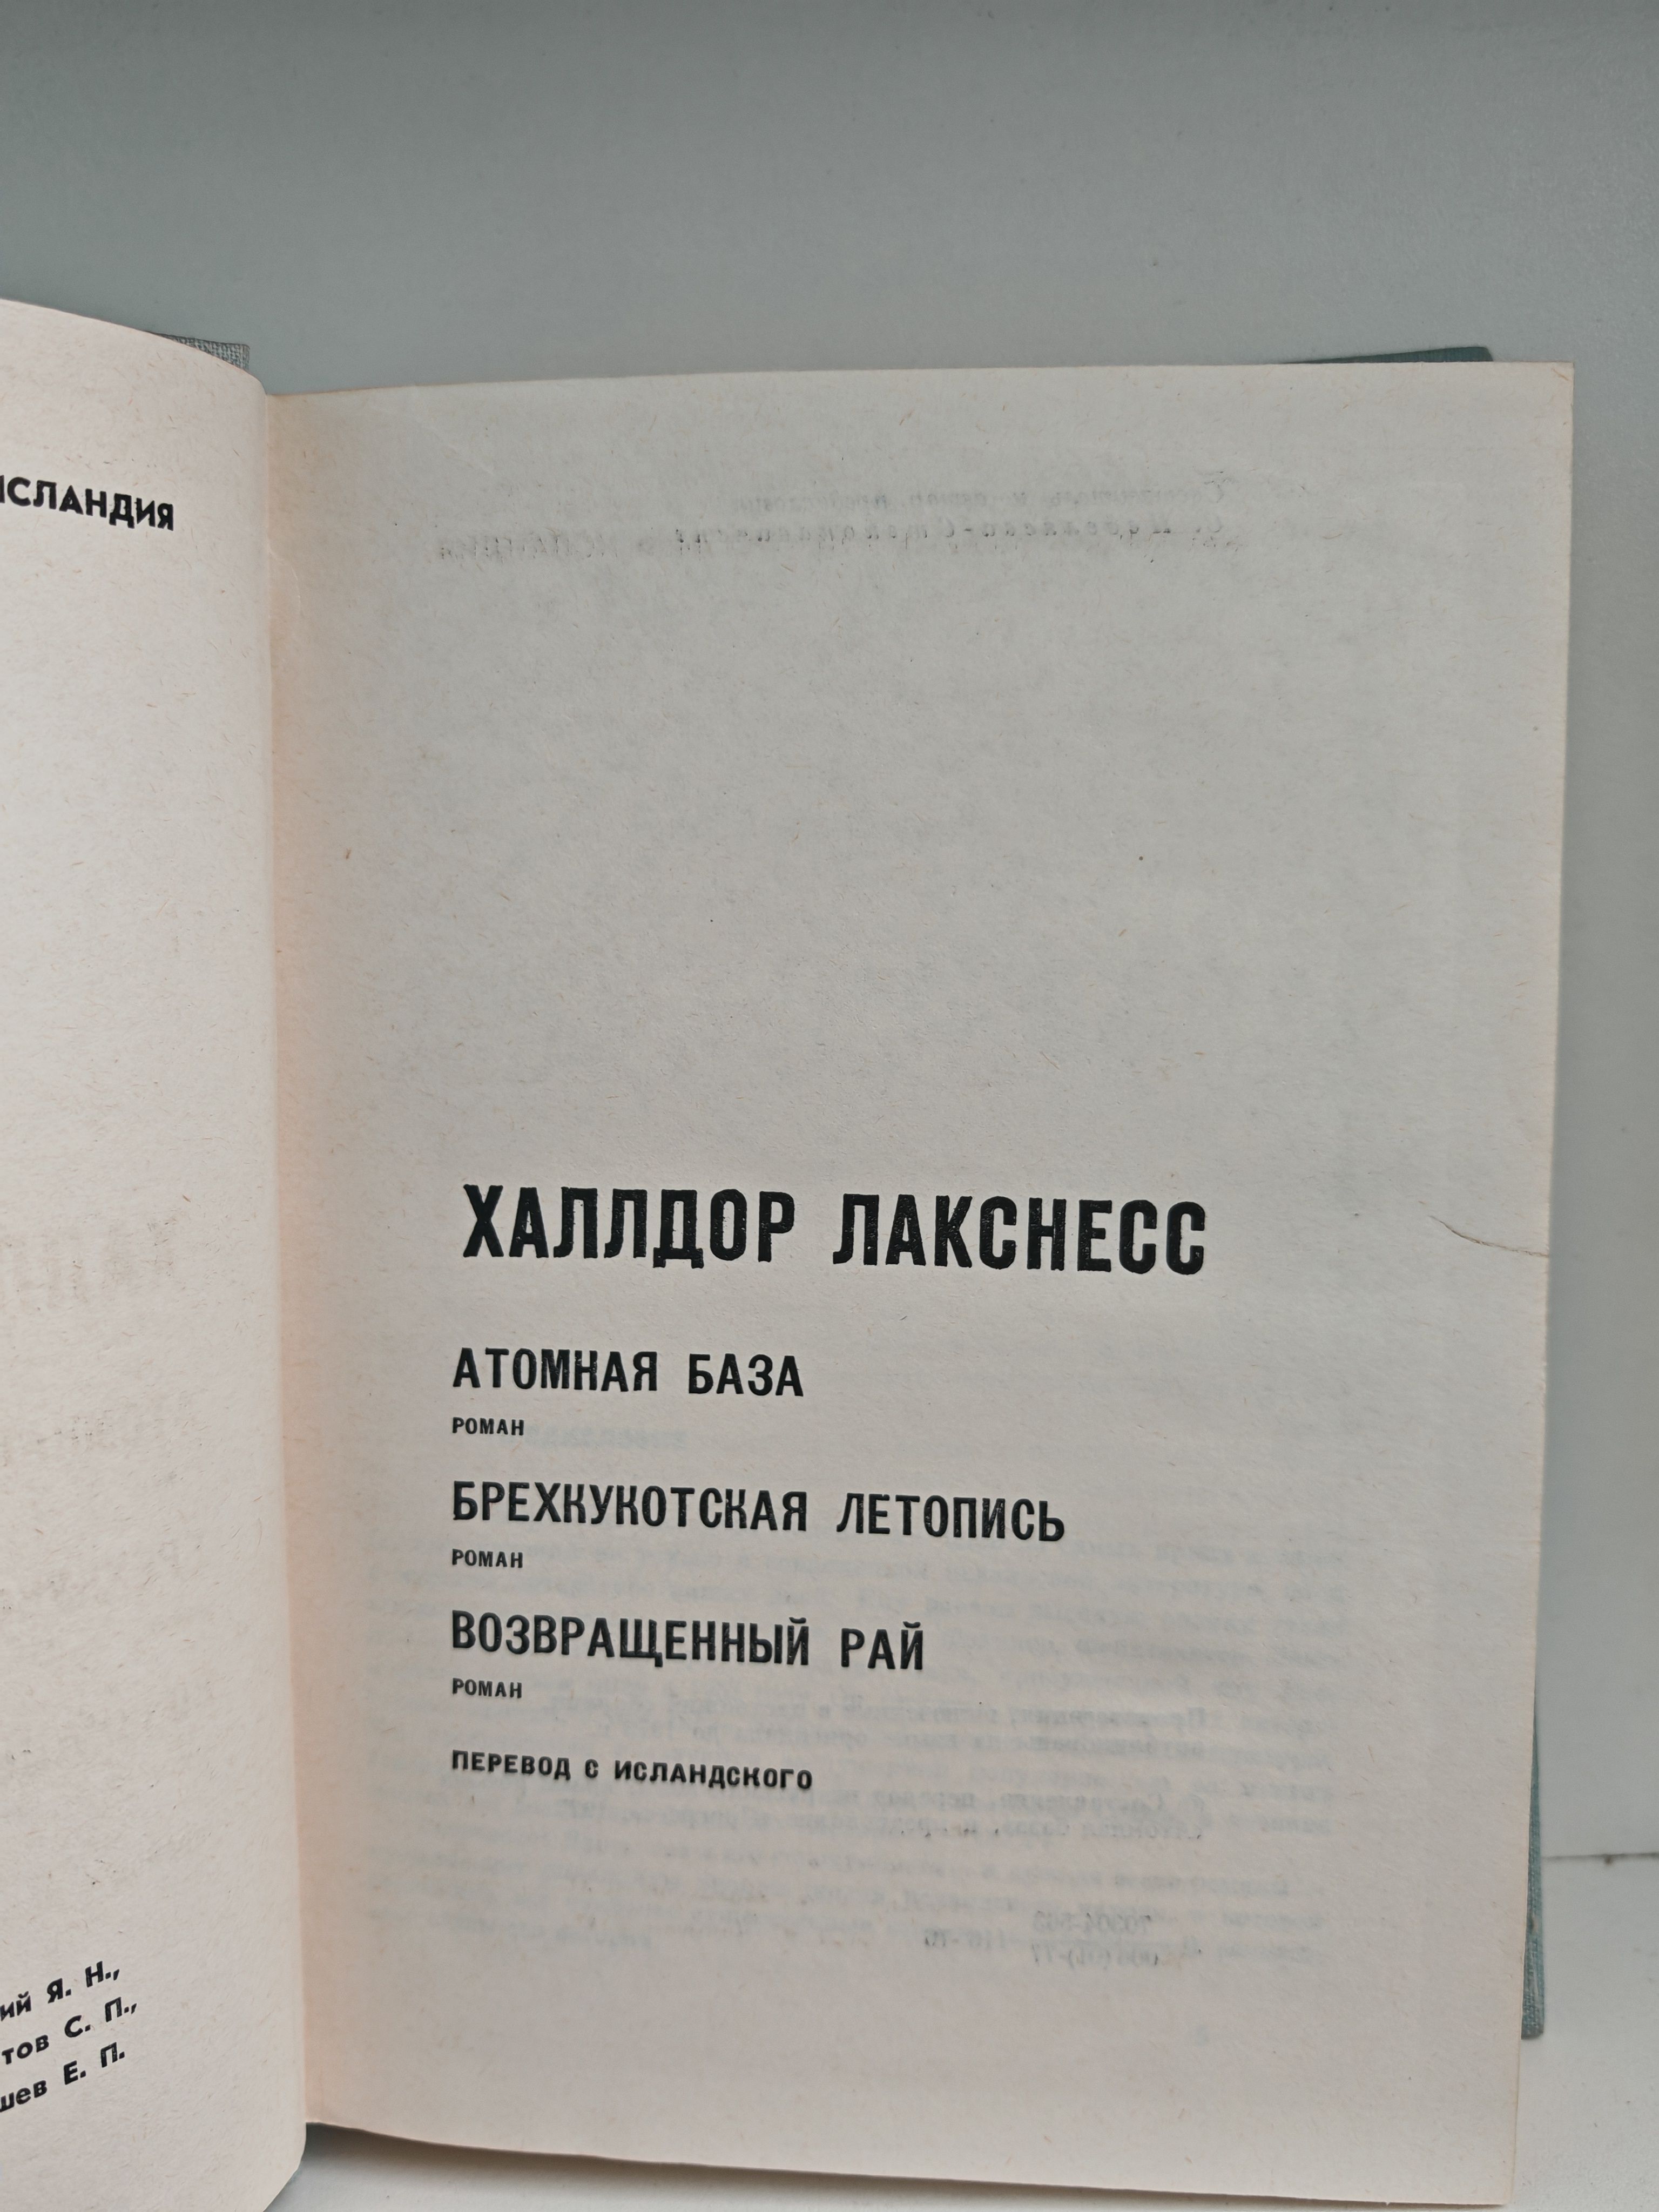 ИСЛАНДИЯ
ий Я. Н.,
тов С. П.,
шев Е. П.
ХАЛЛДОР ЛАКСНЕСС
АТОМНАЯ БАЗА
РОМАН
БРЕХКУКОТСКАЯ ЛЕТОПИСЬ
РОМАН
ВОЗВРАЩЕННЫЙ РАЙ
РОМАН
ПЕРЕВОД С ИСЛАНДСКОГО